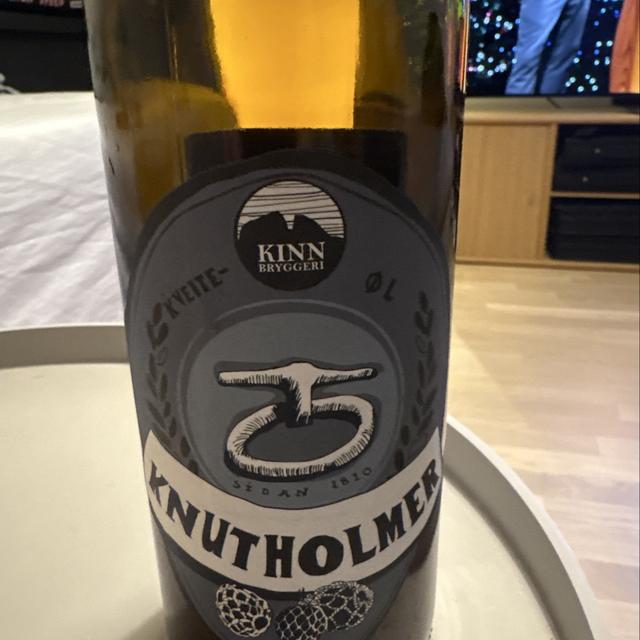 KINN
BRYGGERI
KVEITE-ØL
SIDAN 1810
KNUTHOLMER